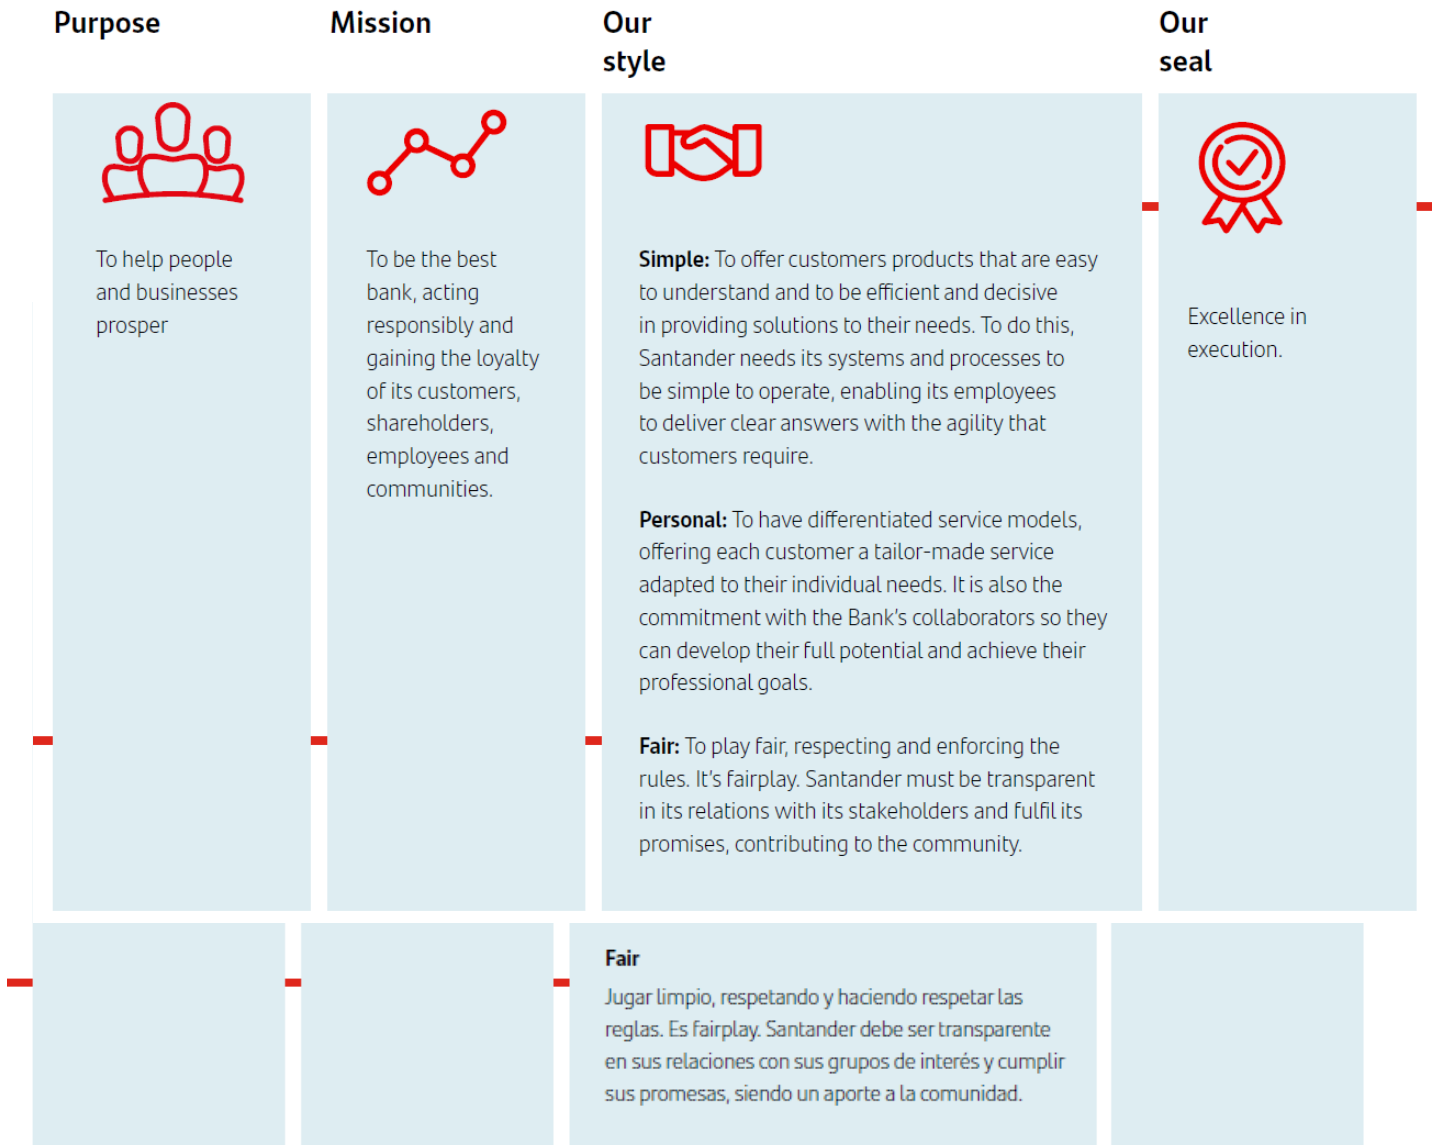 Purpose
Mission
Our
style
Our
seal
To help people
and businesses
prosper
To be the best
bank, acting
responsibly and
gaining the loyalty
of its customers,
shareholders,
employees and
communities.
Simple: To offer customers products that are easy
to understand and to be efficient and decisive
in providing solutions to their needs. To do this,
Santander needs its systems and processes to
be simple to operate, enabling its employees
to deliver clear answers with the agility that
customers require.
Personal: To have differentiated service models,
offering each customer a tailor-made service
adapted to their individual needs. It is also the
commitment with the Bank’s collaborators so they
can develop their full potential and achieve their
professional goals.
Fair: To play fair, respecting and enforcing the
rules. It’s fairplay. Santander must be transparent
in its relations with its stakeholders and fulfil its
promises, contributing to the community.
Excellence in
execution.
Fair
Jugar limpio, respetando y haciendo respetar las
reglas. Es fairplay. Santander debe ser transparente
en sus relaciones con sus grupos de interés y cumplir
sus promesas, siendo un aporte a la comunidad.